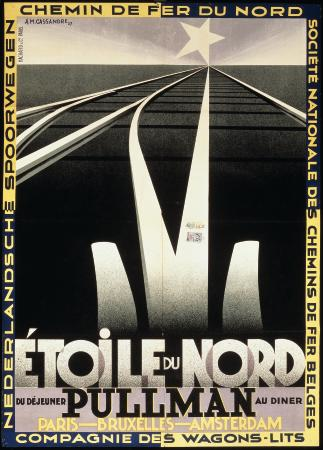 CHEMIN DE FER DU NORD
A.M.CASSANDRE.27
NEDERLANDSCHE SPOORWEGEN
SOCIÉTÉ NATIONALE DES CHEMINS DE FER BELGES
ÉTOILE DU NORD
DU DÉJEUNER PULLMAN AU DINER
PARIS—BRUXELLES—AMSTERDAM
COMPAGNIE DES WAGONS-LITS